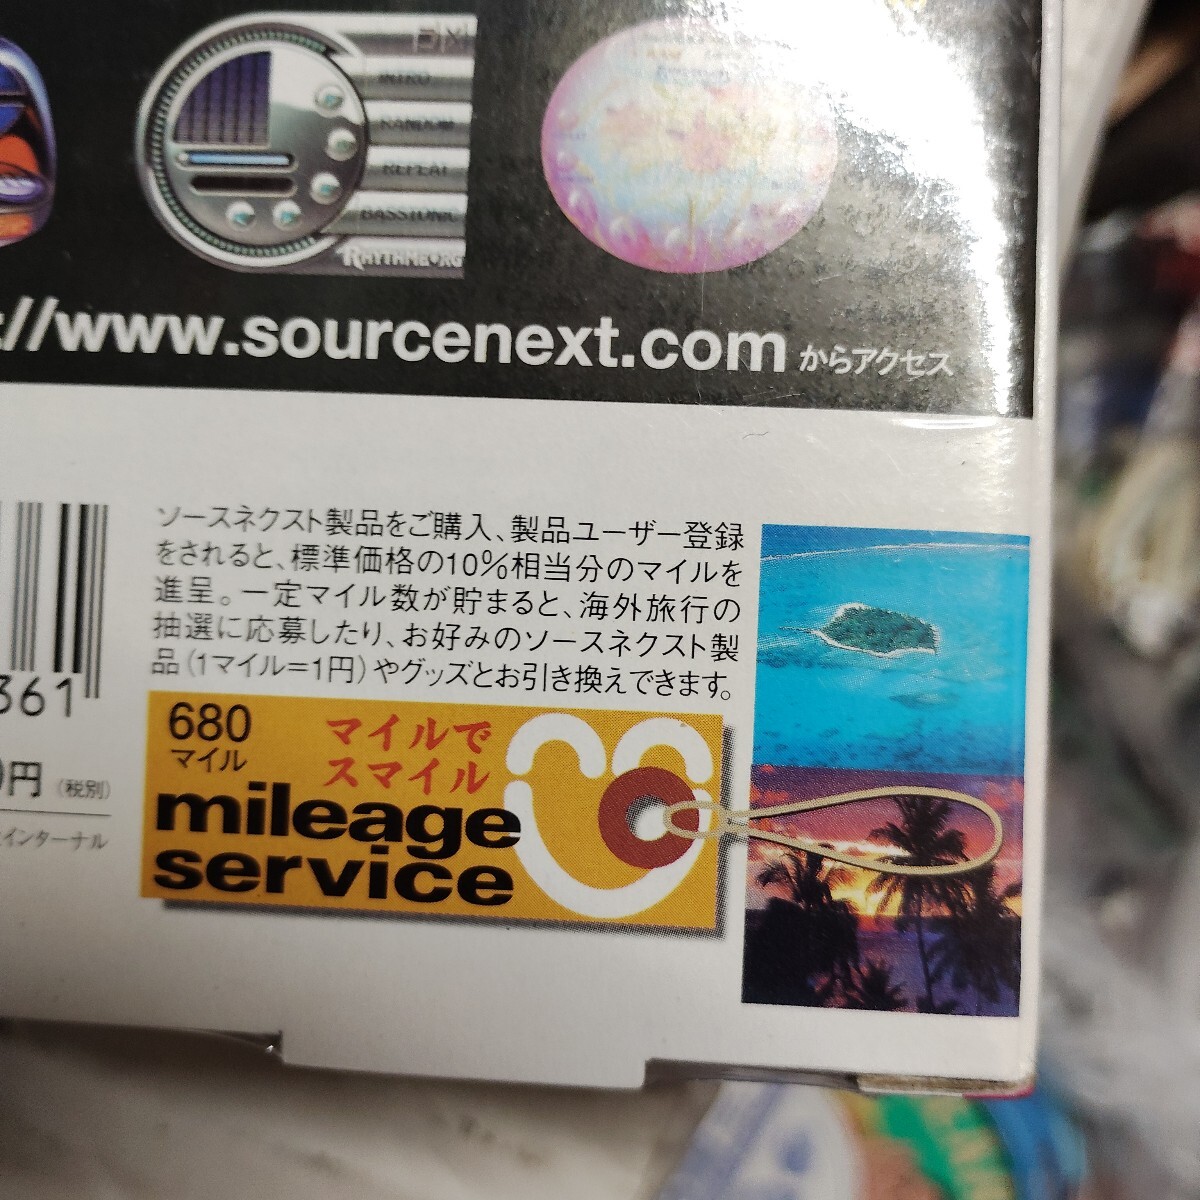 INTRO
REPEAT
BASSTONIC
RHYTHMBORG
//www.sourcenext.com からアクセス
ソースネクスト製品をご購入、製品ユーザー登録
をされると、標準価格の10%相当分のマイルを
進呈。一定マイル数が貯まると、海外旅行の
抽選に応募したり、お好みのソースネクスト製
品(1マイル=1円)やグッズとお引き換えできます。
361
円(税別)
インターナル
680
マイル
マイルで
スマイル
mileage
service